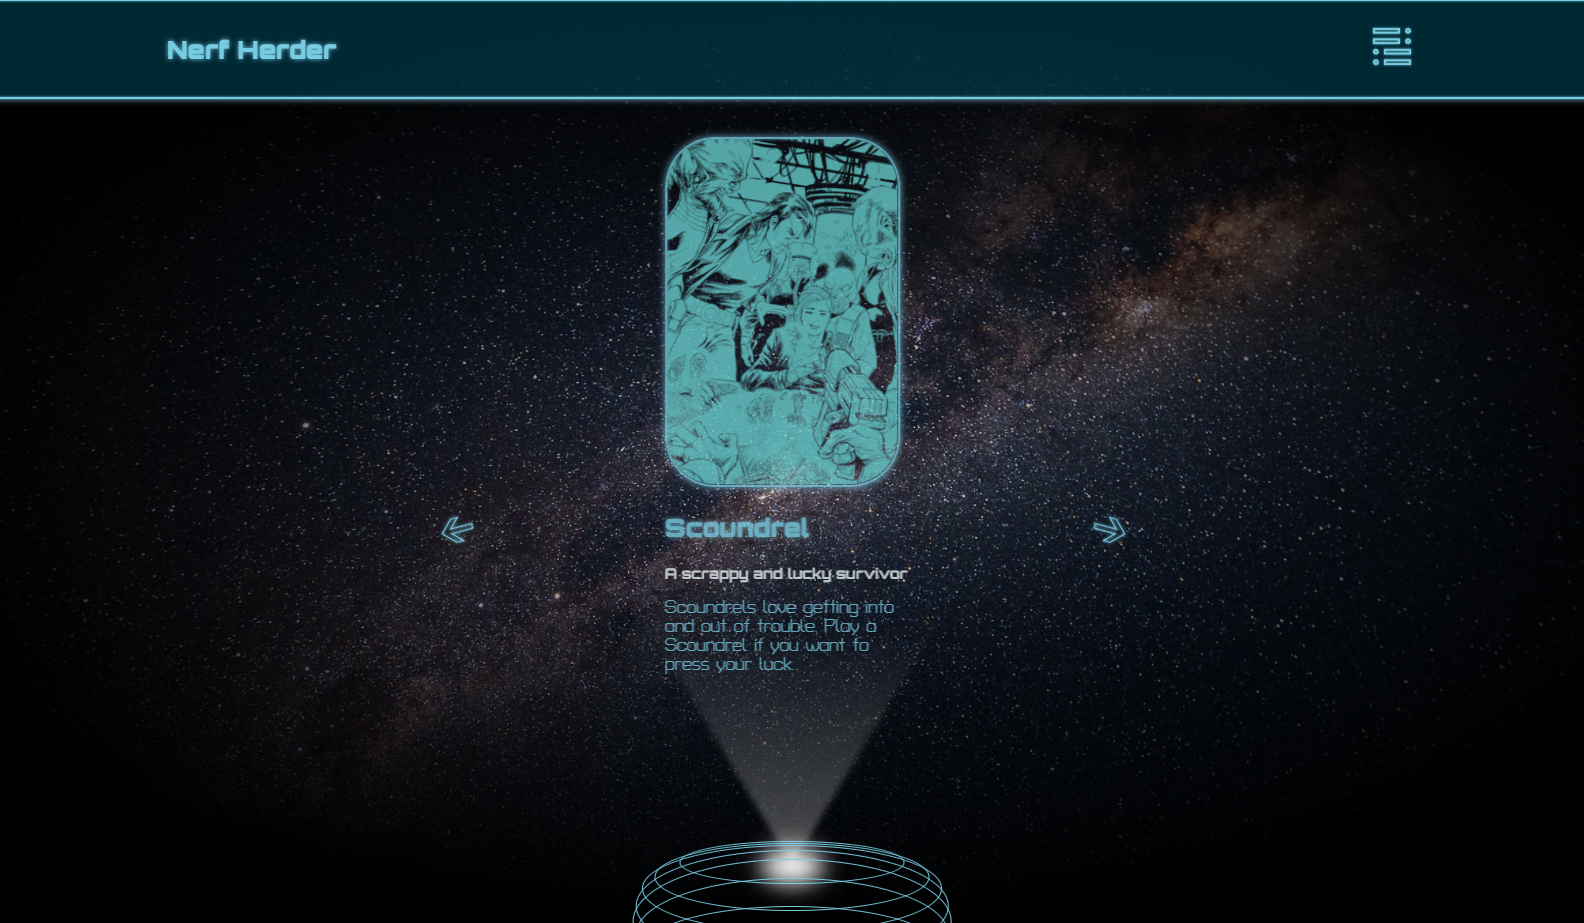 Nerf Herder
Scoundrel
A scrappy and lucky survivor
Scoundrels love getting into
and out of trouble. Play a
Scoundrel if you want to
press your luck.